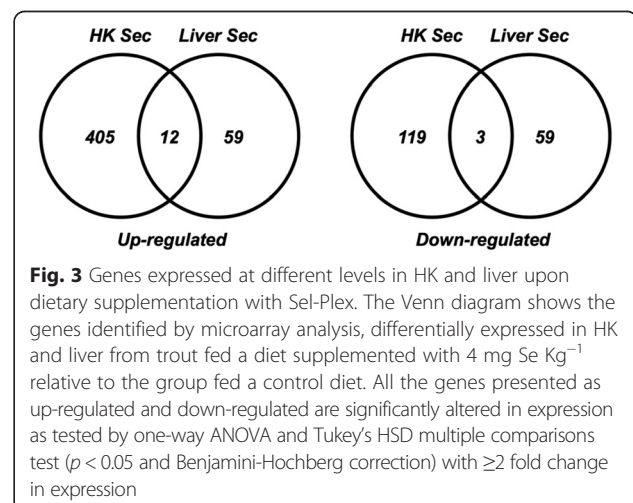 HK Sec Liver Sec HK Sec Liver Sec
405 12 59 119 3 59
Up-regulated Down-regulated
Fig. 3 Genes expressed at different levels in HK and liver upon
dietary supplementation with Sel-Plex. The Venn diagram shows the
genes identified by microarray analysis, differentially expressed in HK
and liver from trout fed a diet supplemented with 4 mg Se Kg⁻¹
relative to the group fed a control diet. All the genes presented as
up-regulated and down-regulated are significantly altered in expression
as tested by one-way ANOVA and Tukey’s HSD multiple comparisons
test (p < 0.05 and Benjamini-Hochberg correction) with ≥2 fold change
in expression